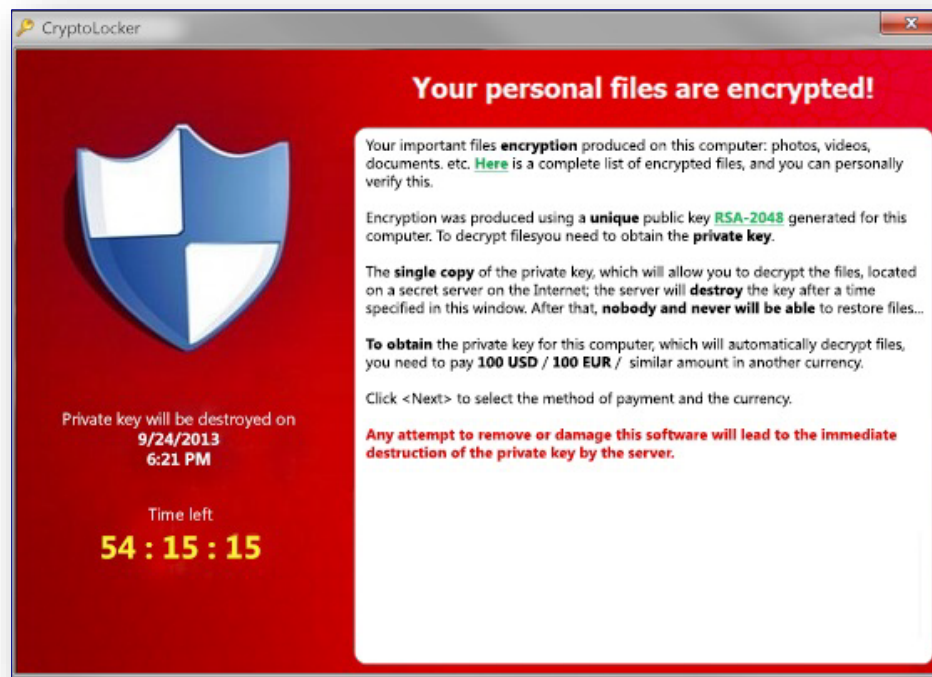 CryptoLocker
Your personal files are encrypted!
Your important files encryption produced on this computer: photos, videos,
documents. etc. Here is a complete list of encrypted files, and you can personally
verify this.
Encryption was produced using a unique public key RSA-2048 generated for this
computer. To decrypt filesyou need to obtain the private key.
The single copy of the private key, which will allow you to decrypt the files, located
on a secret server on the Internet; the server will destroy the key after a time
specified in this window. After that, nobody and never will be able to restore files...
To obtain the private key for this computer, which will automatically decrypt files,
you need to pay 100 USD / 100 EUR / similar amount in another currency.
Click <Next> to select the method of payment and the currency.
Any attempt to remove or damage this software will lead to the immediate
destruction of the private key by the server.
Private key will be destroyed on
9/24/2013
6:21 PM
Time left
54 : 15 : 15